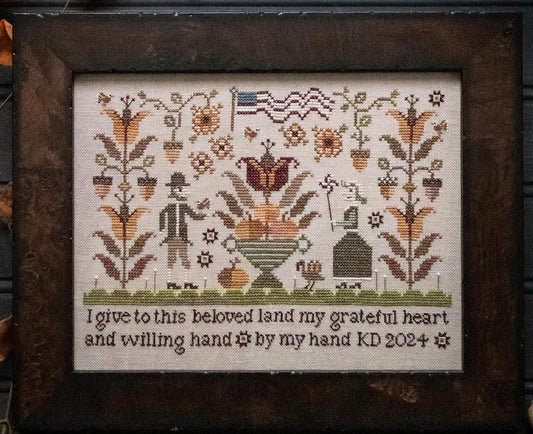 I give to this beloved land my grateful heart
and willing hand by my hand KD 2024